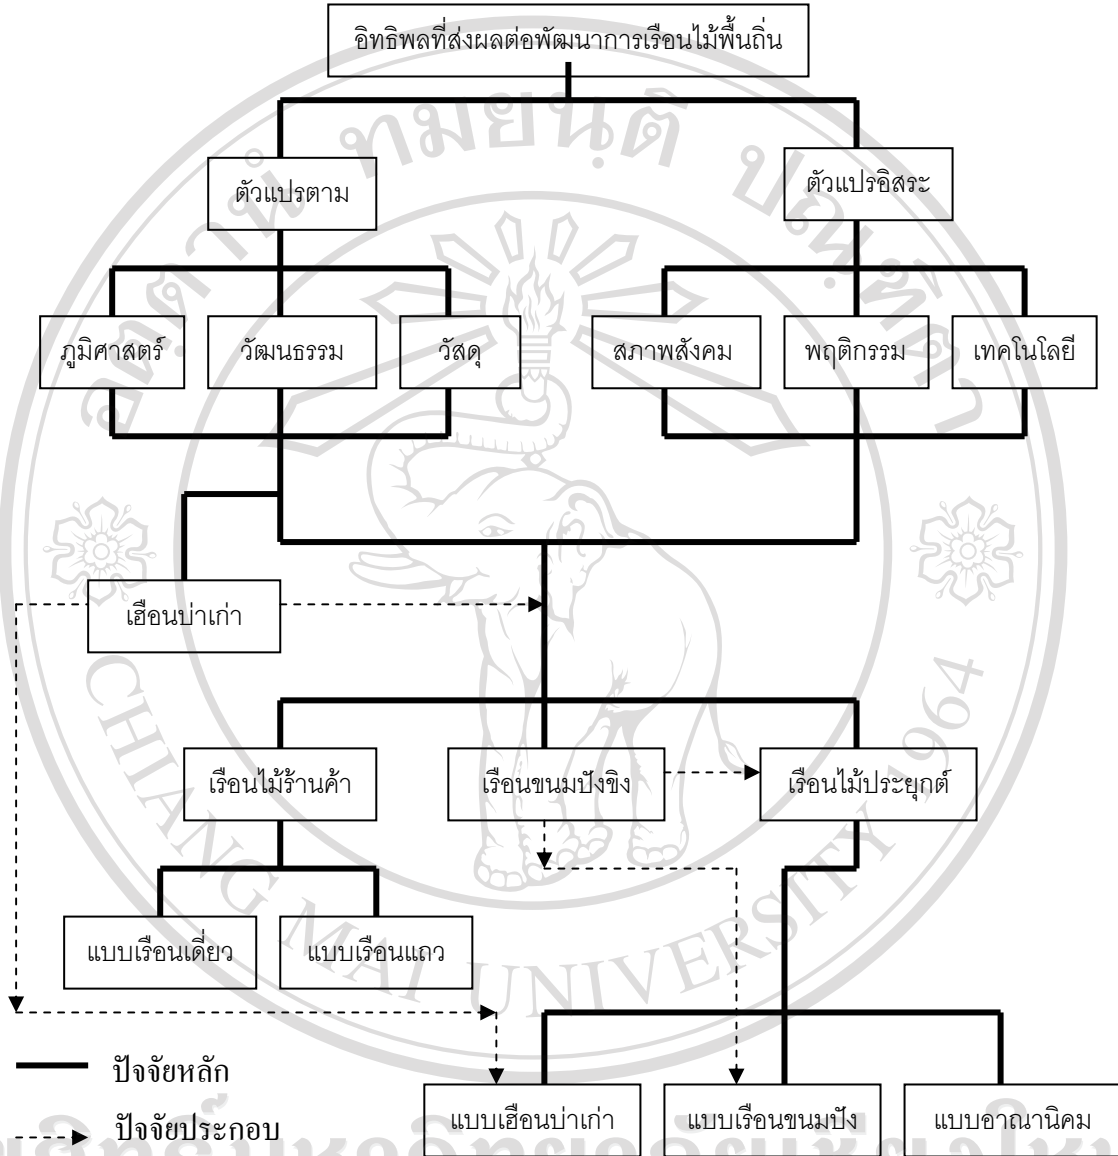 อิทธิพลที่ส่งผลต่อพัฒนาการเรือนไม้พื้นถิ่น
ตัวแปรตาม
ตัวแปรอิสระ
ภูมิศาสตร์
วัฒนธรรม
วัสดุ
สภาพสังคม
พฤติกรรม
เทคโนโลยี
เฮือนบ่าเก่า
เรือนไม้ร้านค้า
เรือนขนมปังขิง
เรือนไม้ประยุกต์
แบบเรือนเดี่ยว
แบบเรือนแถว
ปัจจัยหลัก
ปัจจัยประกอบ
แบบเฮือนบ่าเก่า
แบบเรือนขนมปัง
แบบอาณานิคม
CHIANG MAI UNIVERSITY 1964